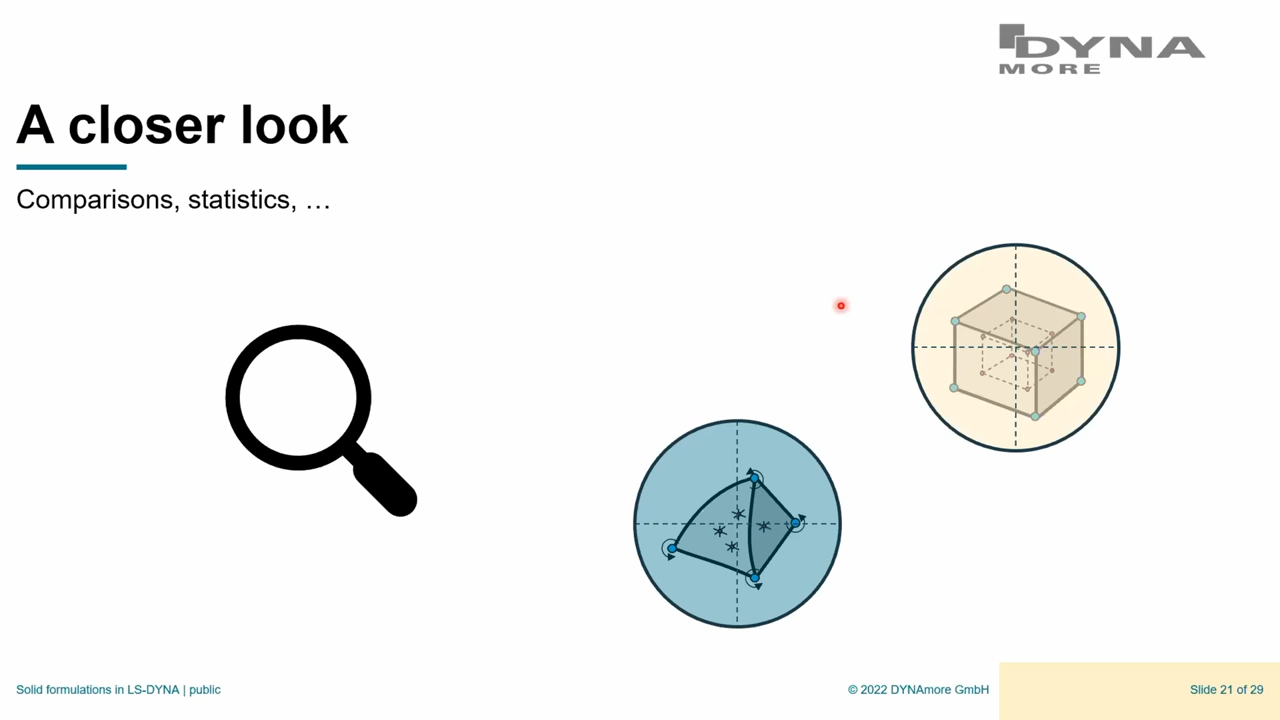 DYNA
MORE
A closer look
Comparisons, statistics, …
Solid formulations in LS-DYNA | public
© 2022 DYNAmore GmbH
Slide 21 of 29